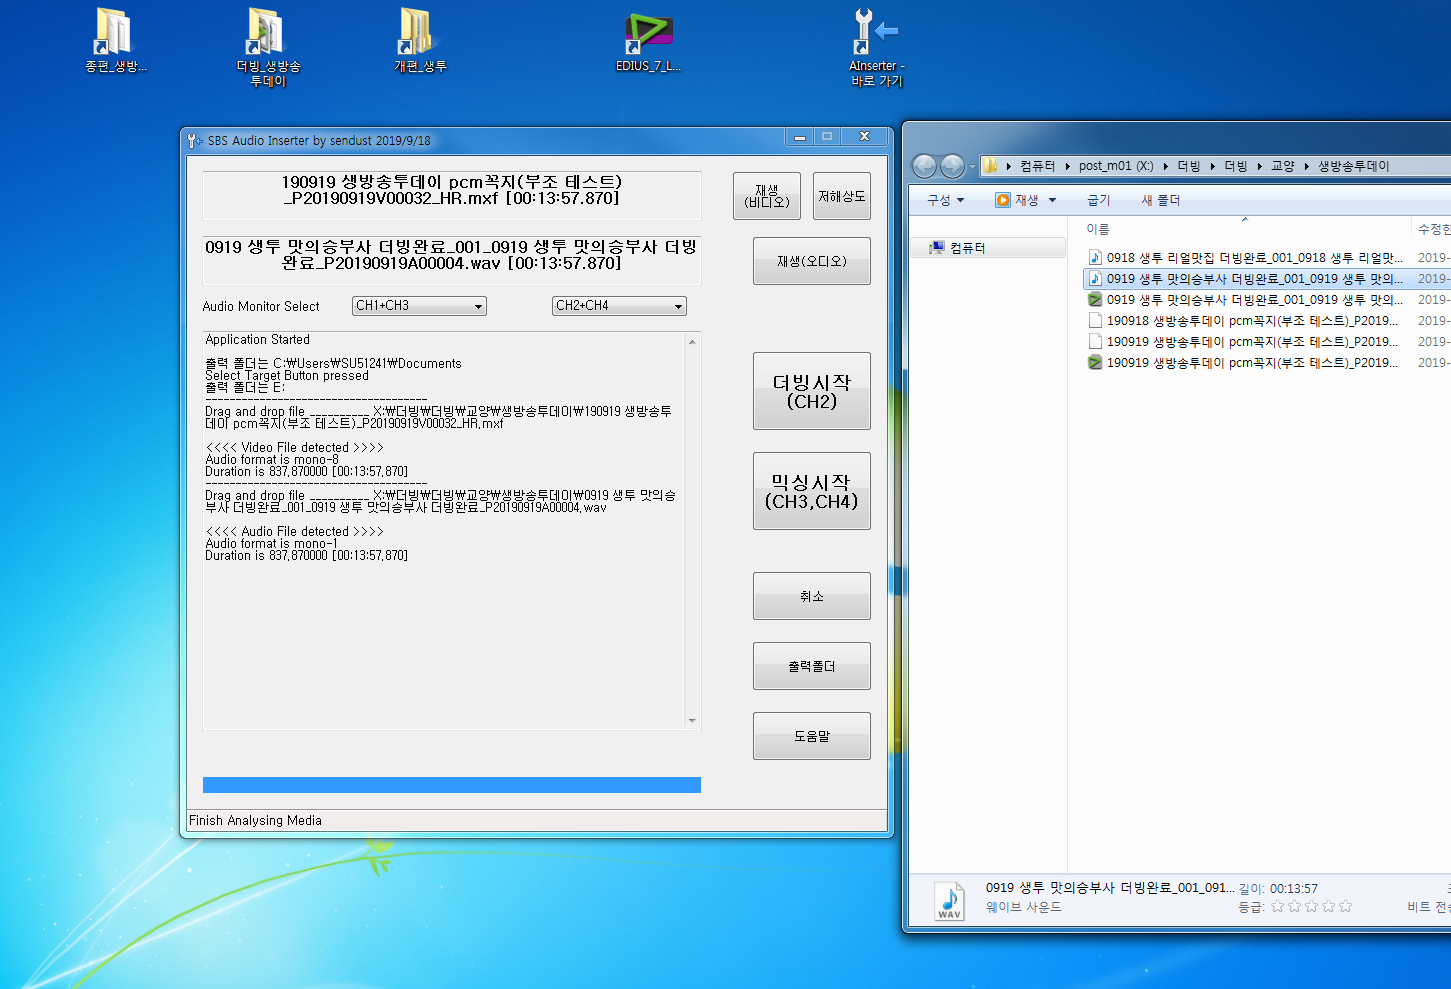 종편_생방...
더빙_생방송
투데이
개편_생투
EDIUS_7_L...
AInserter -
바로 가기
SBS Audio Inserter by sendust 2019/9/18
190919 생방송투데이 pcm꼭지(부조 테스트)
_P20190919V00032_HR.mxf [00:13:57.870]
재생
(비디오)
저해상도
0919 생투 맛의승부사 더빙완료_001_0919 생투 맛의승부사 더빙
완료_P20190919A00004.wav [00:13:57.870]
재생(오디오)
Audio Monitor Select
CH1+CH3
CH2+CH4
Application Started
출력 폴더는 C:₩Users₩SU51241₩Documents
Select Target Button pressed
출력 폴더는 E:
-------------------------------------
Drag and drop file __________ X:₩더빙₩더빙₩교양₩생방송투데이₩190919 생방송투
데이 pcm꼭지(부조 테스트)_P20190919V00032_HR.mxf
<<<< Video File detected >>>>
Audio format is mono-8
Duration is 837.870000 [00:13:57.870]
-------------------------------------
Drag and drop file __________ X:₩더빙₩더빙₩교양₩생방송투데이₩0919 생투 맛의승
부사 더빙완료_001_0919 생투 맛의승부사 더빙완료_P20190919A00004.wav
<<<< Audio File detected >>>>
Audio format is mono-1
Duration is 837.870000 [00:13:57.870]
더빙시작
(CH2)
믹싱시작
(CH3,CH4)
취소
출력폴더
도움말
Finish Analysing Media
컴퓨터 post_m01 (X:) 더빙 더빙 교양 생방송투데이
구성 재생 굽기 새 폴더
컴퓨터
이름 수정한
0918 생투 리얼맛집 더빙완료_001_0918 생투 리얼맛... 2019-
0919 생투 맛의승부사 더빙완료_001_0919 생투 맛의... 2019-
0919 생투 맛의승부사 더빙완료_001_0919 생투 맛의... 2019-
190918 생방송투데이 pcm꼭지(부조 테스트)_P2019... 2019-
190919 생방송투데이 pcm꼭지(부조 테스트)_P2019... 2019-
190919 생방송투데이 pcm꼭지(부조 테스트)_P2019... 2019-
WAV
0919 생투 맛의승부사 더빙완료_001_091... 길이: 00:13:57
웨이브 사운드 등급: 비트 전